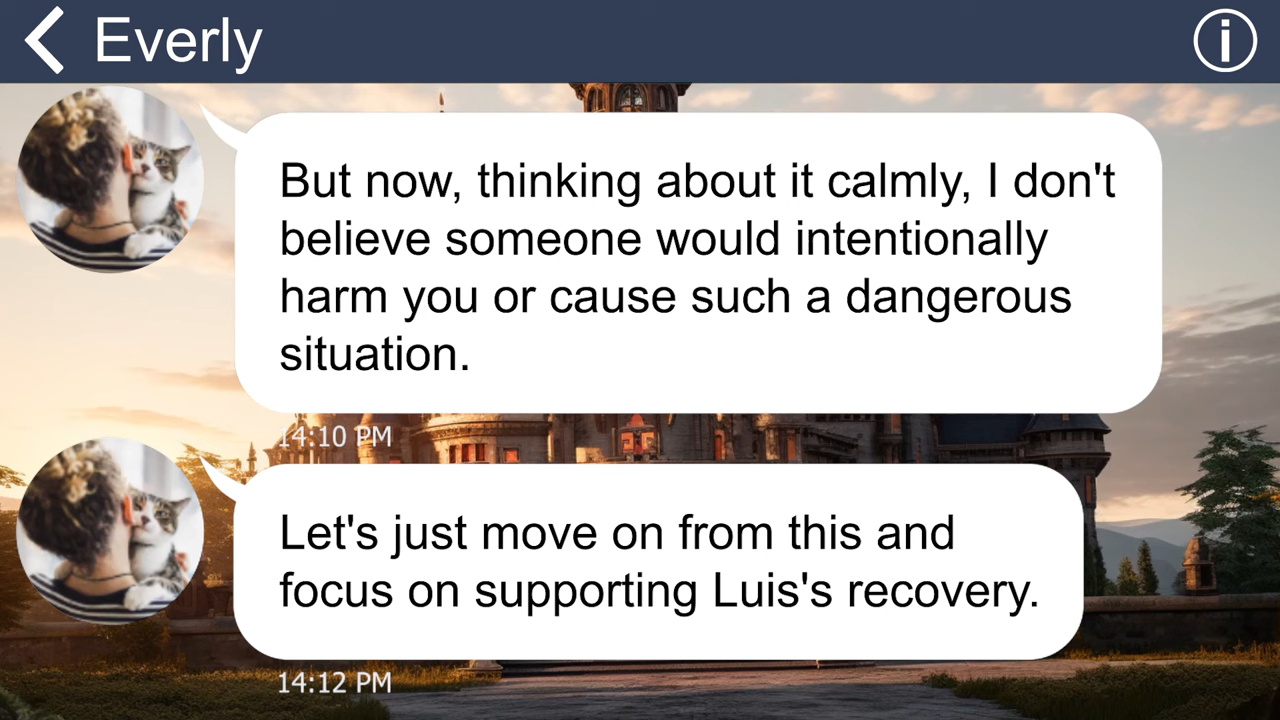 Everly
But now, thinking about it calmly, I don't
believe someone would intentionally
harm you or cause such a dangerous
situation.
14:10 PM
Let's just move on from this and
focus on supporting Luis's recovery.
14:12 PM